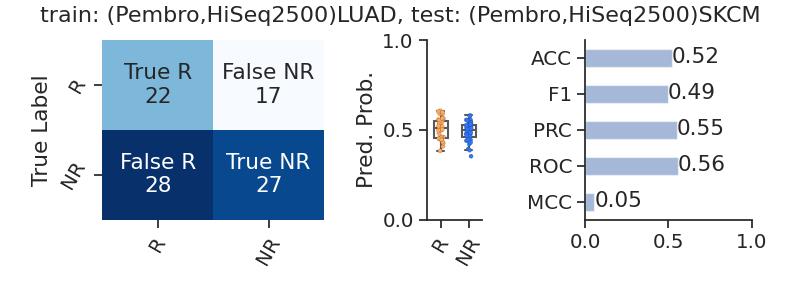 train: (Pembro,HiSeq2500)LUAD, test: (Pembro,HiSeq2500)SKCM
True Label
R
NR
True R
22
False NR
17
False R
28
True NR
27
R
NR
Pred. Prob.
1.0
0.5
0.0
R
NR
ACC
0.52
F1
0.49
PRC
0.55
ROC
0.56
MCC
0.05
0.0
0.5
1.0